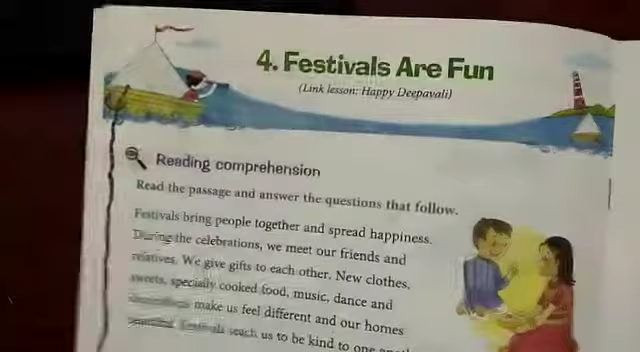 4. Festivals Are Fun
(Link lesson: Happy Deepavali)
Reading comprehension
Read the passage and answer the questions that follow.
Festivals bring people together and spread happiness.
During the celebrations, we meet our friends and
relatives. We give gifts to each other. New clothes,
sweets, specially cooked food, music, dance and
make us feel different and our homes
festivals teach us to be kind to one